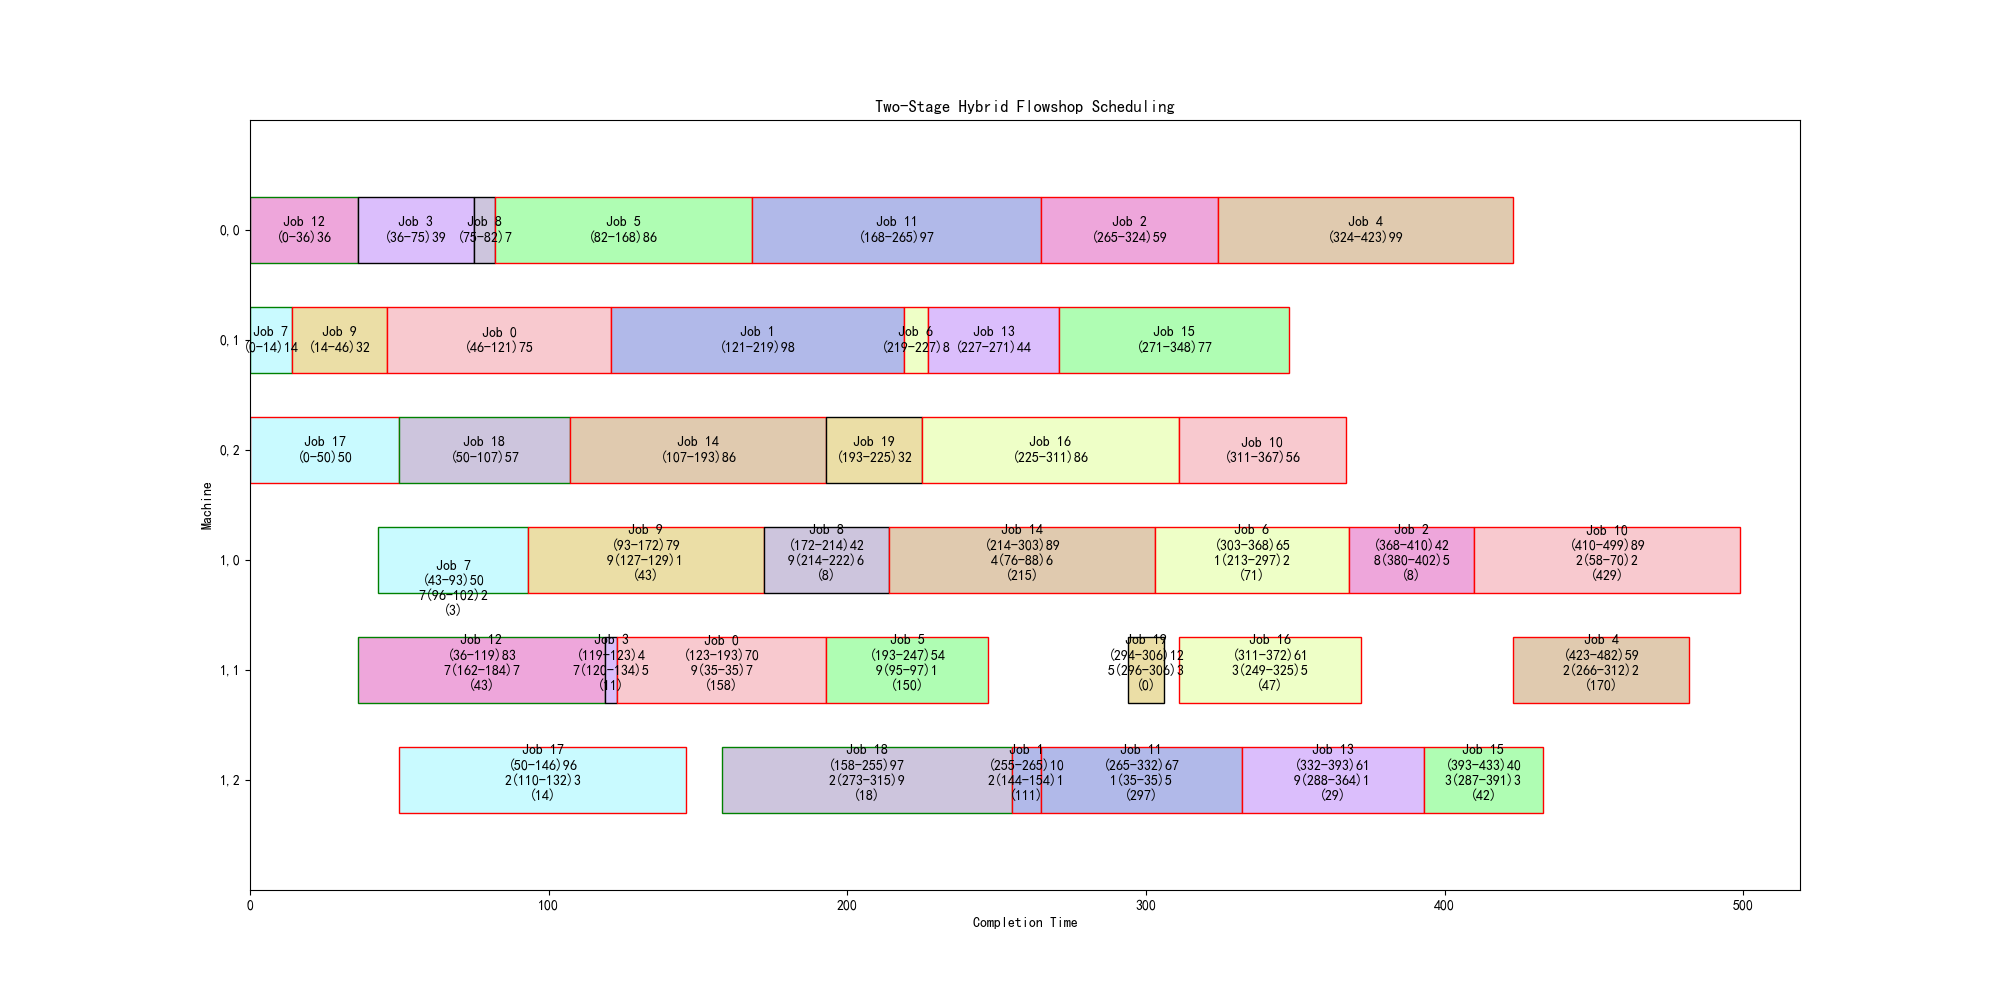 Two-Stage Hybrid Flowshop Scheduling
Machine
0,0
Job 12
(0-36)36
Job 3
(36-75)39
Job 8
(75-82)7
Job 5
(82-168)86
Job 11
(168-265)97
Job 2
(265-324)59
Job 4
(324-423)99
0,1
Job 7
(0-14)14
Job 9
(14-46)32
Job 0
(46-121)75
Job 1
(121-219)98
Job 6
(219-227)8
Job 13
(227-271)44
Job 15
(271-348)77
0,2
Job 17
(0-50)50
Job 18
(50-107)57
Job 14
(107-193)86
Job 19
(193-225)32
Job 16
(225-311)86
Job 10
(311-367)56
1,0
Job 7
(43-93)50
7(96-102)2
(3)
Job 9
(93-172)79
9(127-129)1
(43)
Job 8
(172-214)42
9(214-222)6
(8)
Job 14
(214-303)89
4(76-88)6
(215)
Job 6
(303-368)65
1(213-297)2
(71)
Job 2
(368-410)42
8(380-402)5
(8)
Job 10
(410-499)89
2(58-70)2
(429)
1,1
Job 12
(36-119)83
7(162-184)7
(43)
Job 3
(119-123)4
7(120-134)5
(11)
Job 0
(123-193)70
9(35-35)7
(158)
Job 5
(193-247)54
9(95-97)1
(150)
Job 19
(294-306)12
5(296-306)3
(0)
Job 16
(311-372)61
3(249-325)5
(47)
Job 4
(423-482)59
2(266-312)2
(170)
1,2
Job 17
(50-146)96
2(110-132)3
(14)
Job 18
(158-255)97
2(273-315)9
(18)
Job 1
(255-265)10
2(144-154)1
(111)
Job 11
(265-332)67
1(35-35)5
(297)
Job 13
(332-393)61
9(288-364)1
(29)
Job 15
(393-433)40
3(287-391)3
(42)
0
100
200
300
400
500
Completion Time